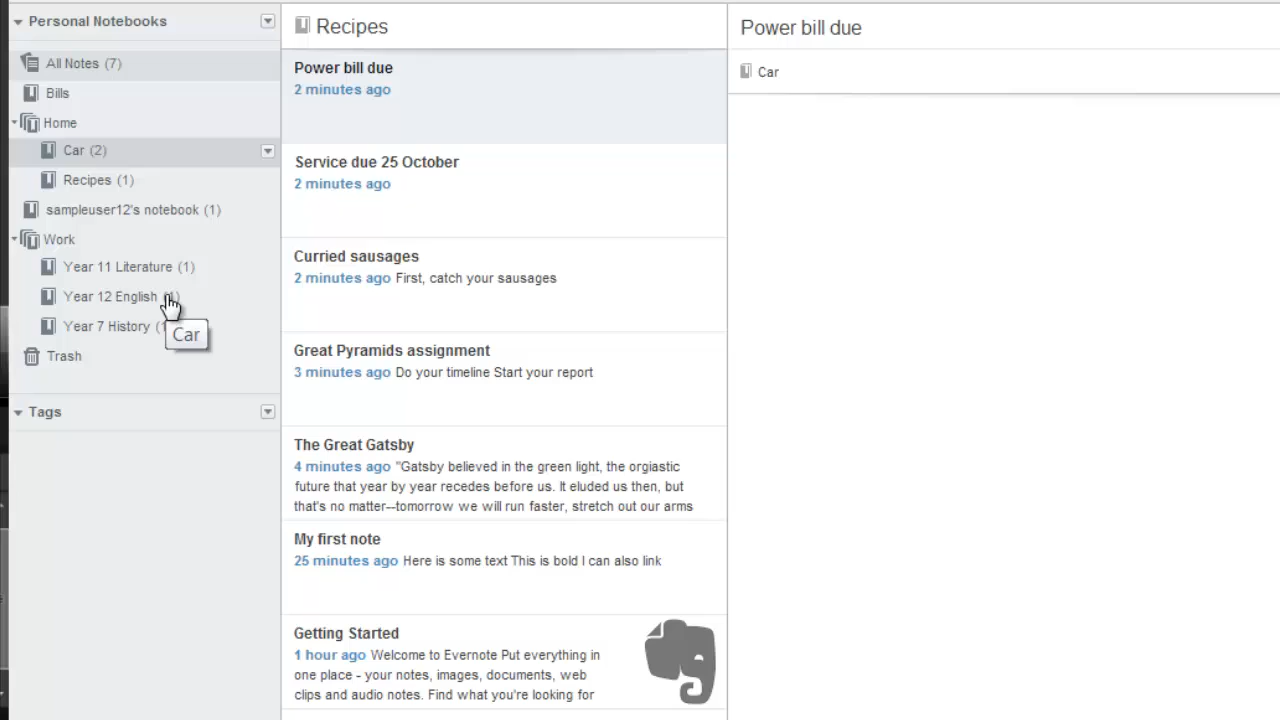 Personal Notebooks
All Notes (7)
Bills
Home
Car (2)
Recipes (1)
sampleuser12's notebook (1)
Work
Year 11 Literature (1)
Year 12 English
Year 7 History
Car
Trash
Tags
Recipes
Power bill due
2 minutes ago
Service due 25 October
2 minutes ago
Curried sausages
2 minutes ago First, catch your sausages
Great Pyramids assignment
3 minutes ago Do your timeline Start your report
The Great Gatsby
4 minutes ago "Gatsby believed in the green light, the orgiastic
future that year by year recedes before us. It eluded us then, but
that's no matter--tomorrow we will run faster, stretch out our arms
My first note
25 minutes ago Here is some text This is bold I can also link
Getting Started
1 hour ago Welcome to Evernote Put everything in
one place - your notes, images, documents, web
clips and audio notes. Find what you're looking for
Power bill due
Car